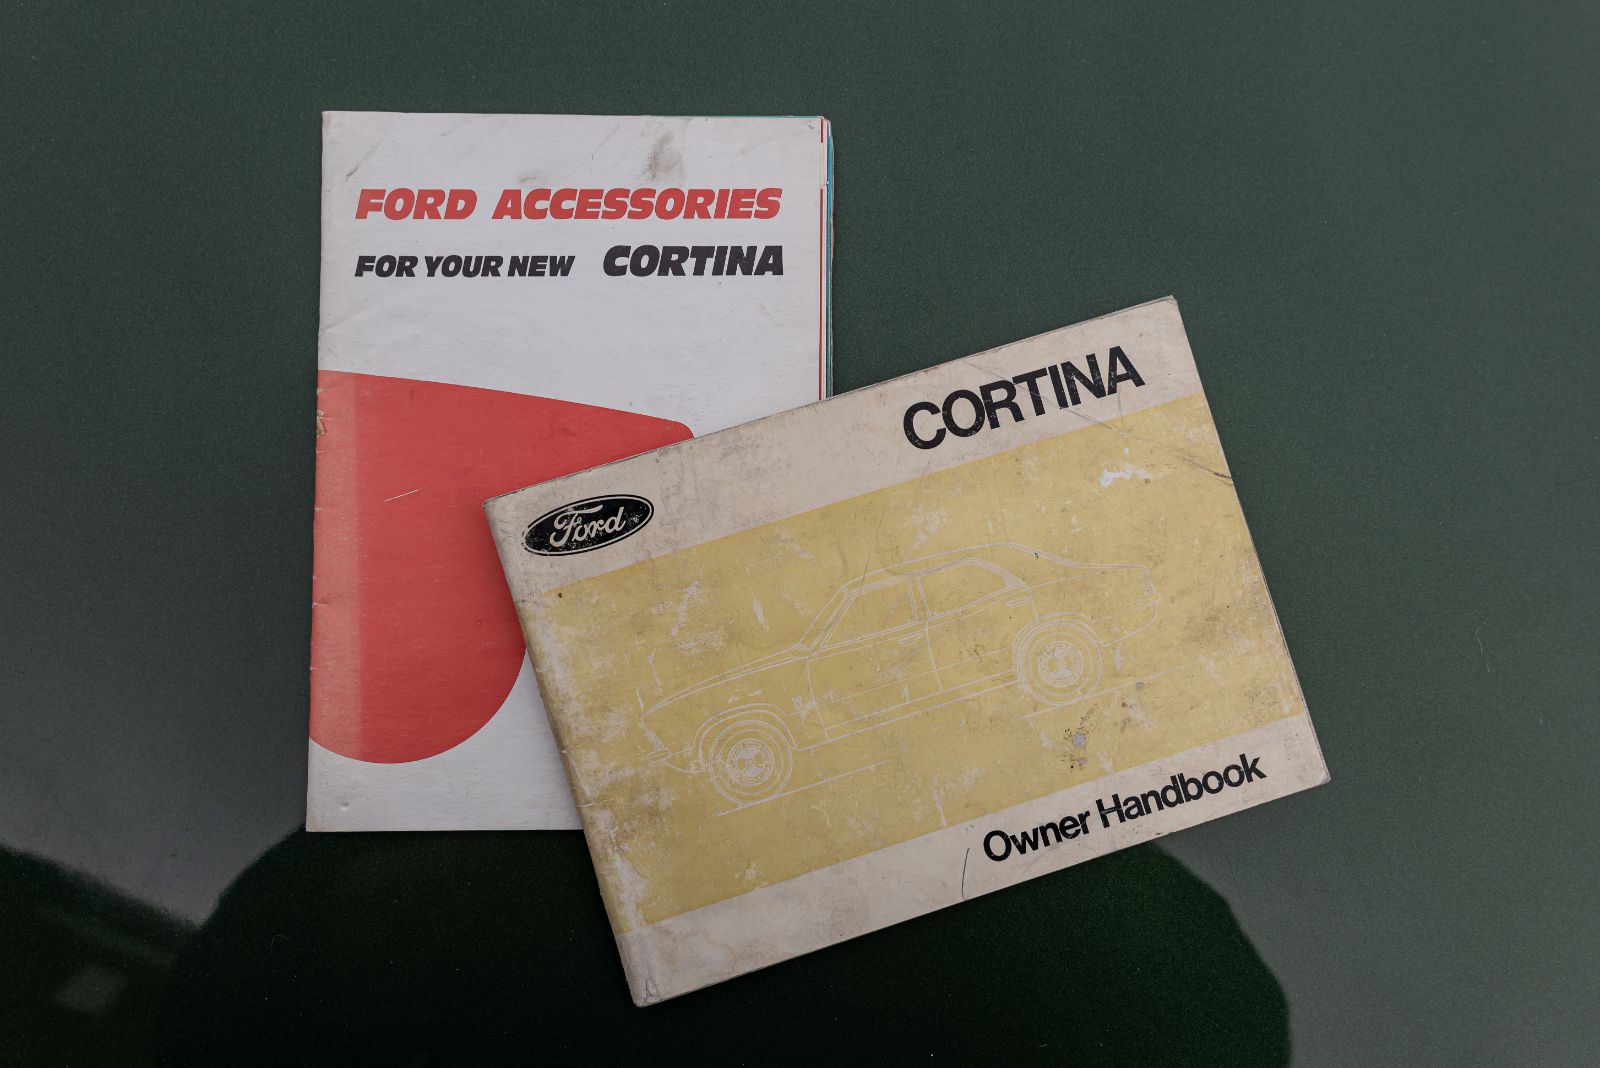 FORD ACCESSORIES
FOR YOUR NEW CORTINA
CORTINA
Ford
Owner Handbook